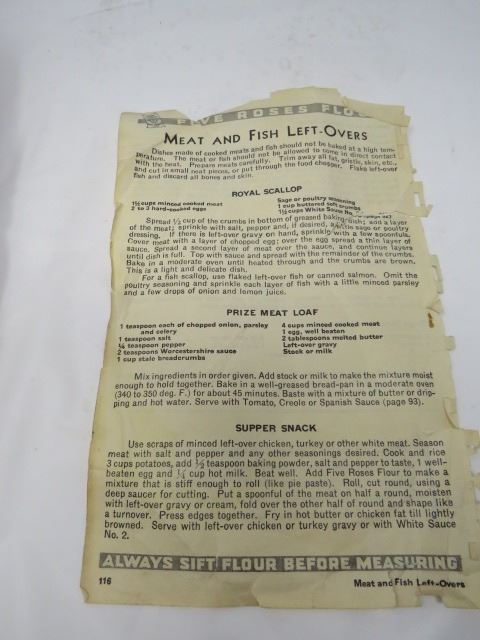 FIVE ROSES FLOU
MEAT AND FISH LEFT-OVERS
Dishes made of cooked meats and fish should not be baked at a high tem-
perature. The meat or fish should not be allowed to come in direct contact
with the heat. Prepare meats carefully. Trim away all fat, gristle, skin, etc.,
and cut in small neat pieces, or put through the food chopper. Flake left-over
fish and discard all bones and skin.
ROYAL SCALLOP
1½ cups minced cooked meat
2 to 3 hard-cooked eggs
Sage or poultry seasoning
1 cup buttered soft crumbs
1½ cups White Sauce No.
Spread ½ cup of the crumbs in bottom of greased baking dish; add a layer
of the meat; sprinkle with salt, pepper and, if desired, a little sage or poultry
dressing. If there is left-over gravy on hand, sprinkle with a few spoonfuls.
Cover meat with a layer of chopped egg; over the egg spread a thin layer of
sauce. Spread a second layer of meat over the sauce, and continue layers
until dish is full. Top with sauce and spread with the remainder of the crumbs.
Bake in a moderate oven until heated through and the crumbs are brown.
This is a light and delicate dish.
For a fish scallop, use flaked left-over fish or canned salmon. Omit the
poultry seasoning and sprinkle each layer of fish with a little minced parsley
and a few drops of onion and lemon juice.
PRIZE MEAT LOAF
1 teaspoon each of chopped onion, parsley
and celery
1 teaspoon salt
¼ teaspoon pepper
2 teaspoons Worcestershire sauce
1 cup stale breadcrumbs
4 cups minced cooked meat
1 egg, well beaten
2 tablespoons melted butter
Left-over gravy
Stock or milk
Mix ingredients in order given. Add stock or milk to make the mixture moist
enough to hold together. Bake in a well-greased bread-pan in a moderate oven
(340 to 350 deg. F.) for about 45 minutes. Baste with a mixture of butter or drip-
ping and hot water. Serve with Tomato, Creole or Spanish Sauce (page 93).
SUPPER SNACK
Use scraps of minced left-over chicken, turkey or other white meat. Season
meat with salt and pepper and any other seasonings desired. Cook and rice
3 cups potatoes, add ½ teaspoon baking powder, salt and pepper to taste, 1 well-
beaten egg and ¼ cup hot milk. Beat well. Add Five Roses Flour to make a
mixture that is stiff enough to roll (like pie paste). Roll, cut round, using a
deep saucer for cutting. Put a spoonful of the meat on half a round, moisten
with left-over gravy or cream, fold over the other half of round and shape like
a turnover. Press edges together. Fry in hot butter or chicken fat till lightly
browned. Serve with left-over chicken or turkey gravy or with White Sauce
No. 2.
ALWAYS SIFT FLOUR BEFORE MEASURING
116
Meat and Fish Left-Overs